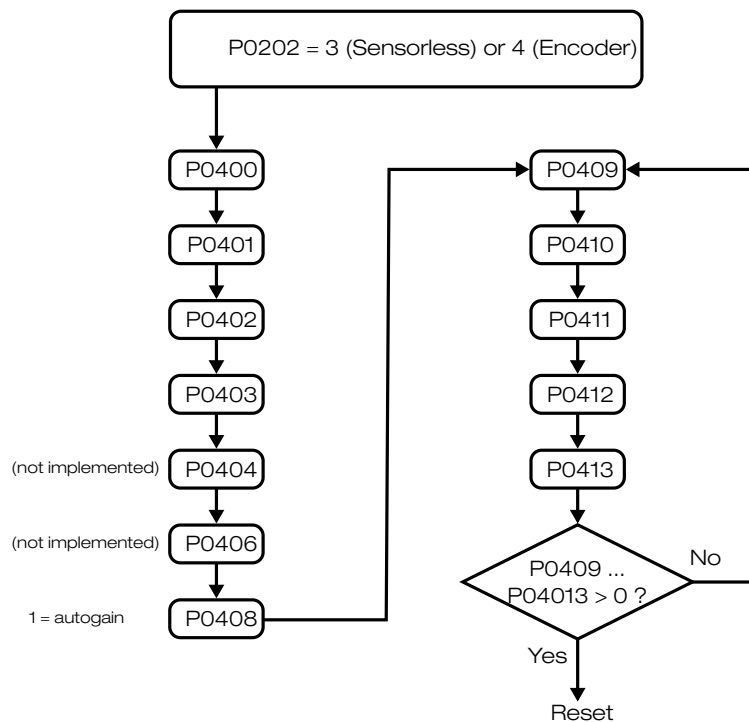 P0202 = 3 (Sensorless) or 4 (Encoder)
P0400
P0401
P0402
P0403
(not implemented)
P0404
(not implemented)
P0406
1 = autogain
P0408
P0409
P0410
P0411
P0412
P0413
P0409 ...
P04013 > 0 ?
No
Yes
Reset